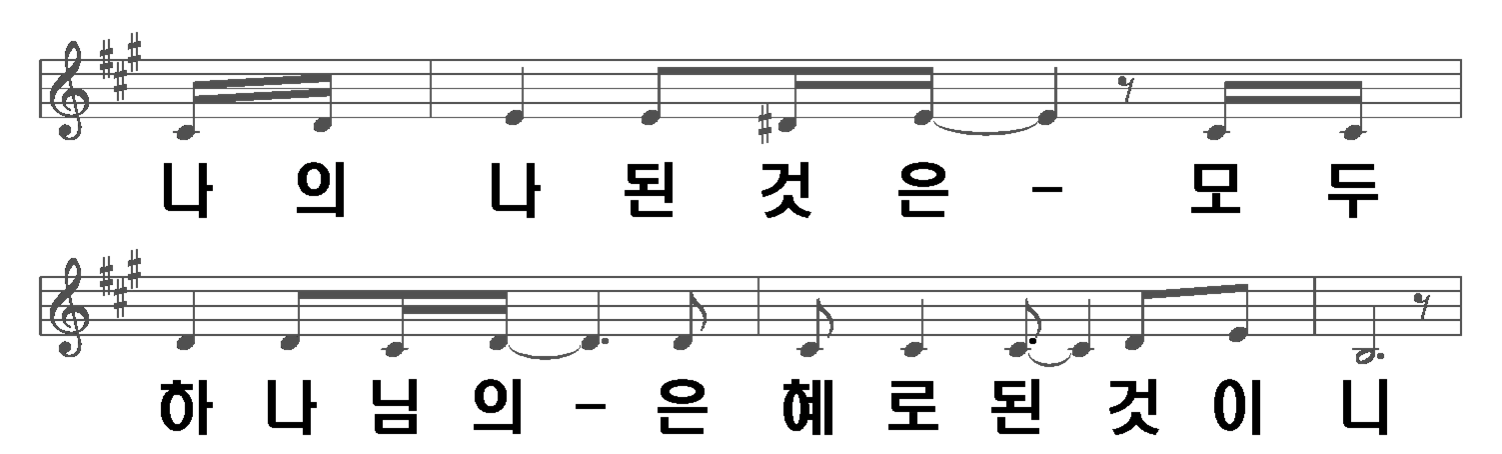 나 의 나 된 것 은 - 모 두
하 나 님 의 - 은 혜 로 된 것 이 니